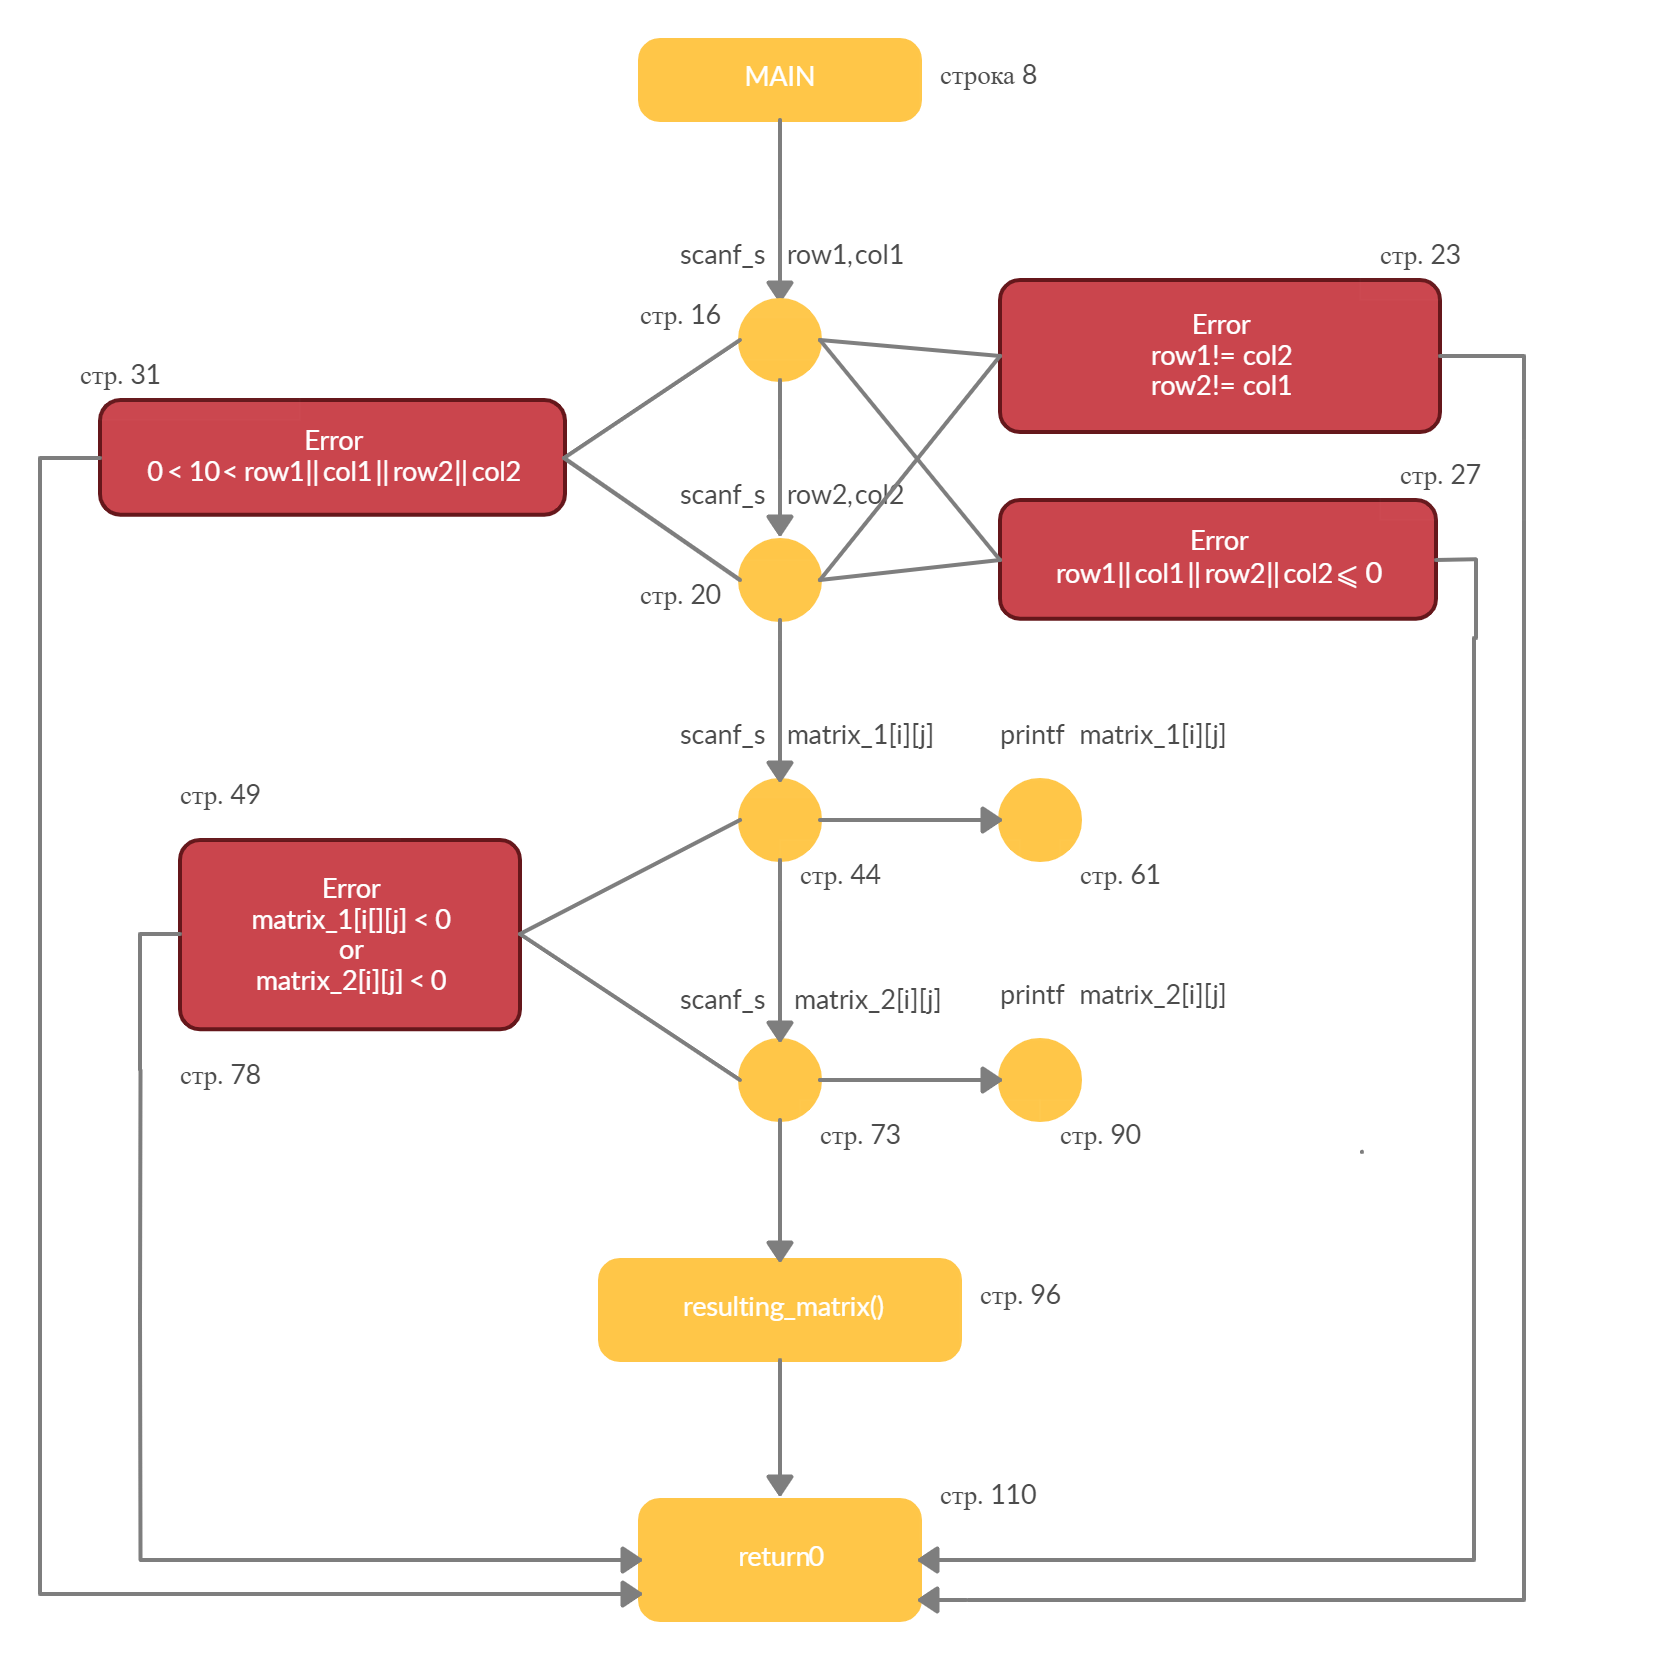 MAIN
строка 8
scanf_s row1,col1
стр. 16
стр. 23
Error
row1!= col2
row2!= col1
стр. 31
Error
0 < 10 < row1||col1||row2||col2
scanf_s row2,col2
стр. 20
стр. 27
Error
row1||col1||row2||col2⩽ 0
scanf_s matrix_1[i][j]
printf matrix_1[i][j]
стр. 44
стр. 61
стр. 49
Error
matrix_1[i[][j] < 0
or
matrix_2[i][j] < 0
стр. 78
scanf_s matrix_2[i][j]
printf matrix_2[i][j]
стр. 73
стр. 90
resulting_matrix()
стр. 96
стр. 110
return0